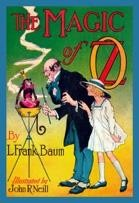 THE MAGIC
of OZ
By
L. Frank Baum
Illustrated by
John R. Neill